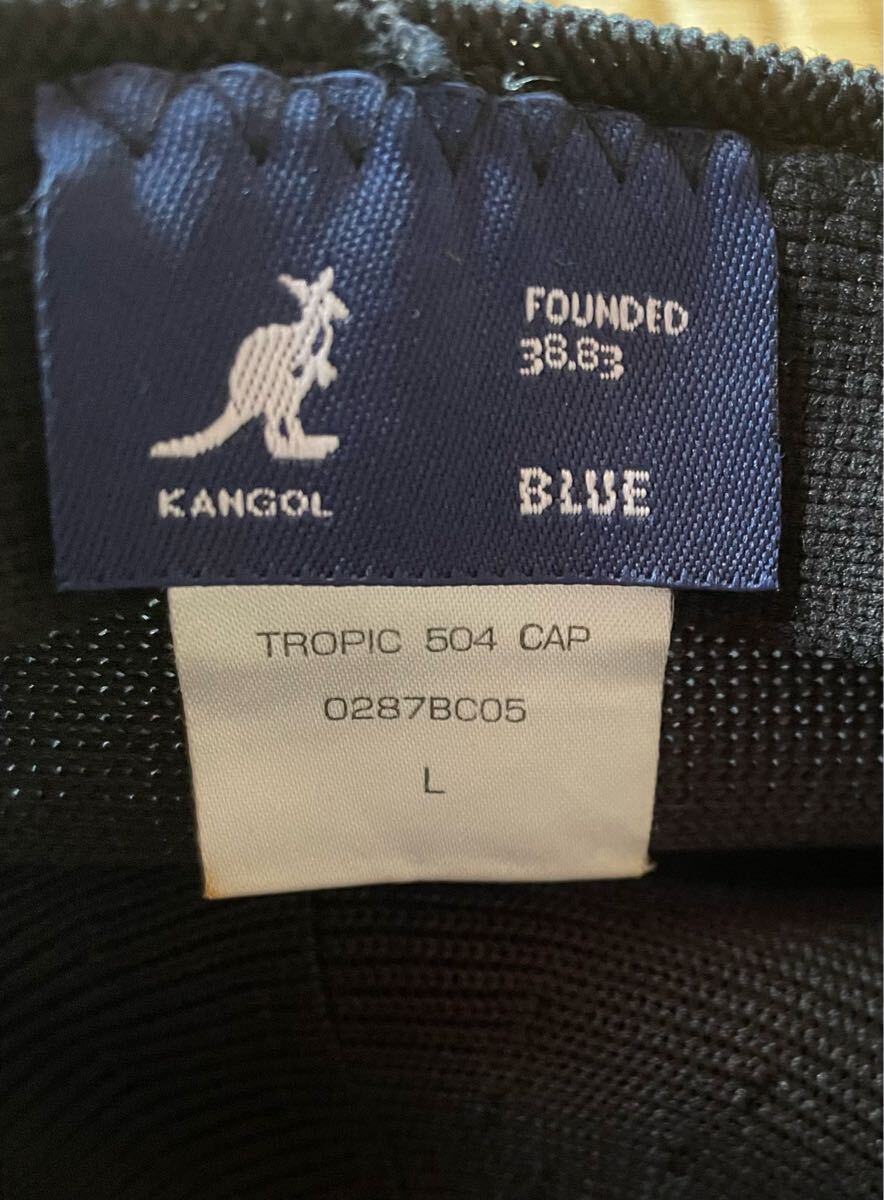 KANGOL
FOUNDED
38.83
BLUE
TROPIC 504 CAP
0287BC05
L